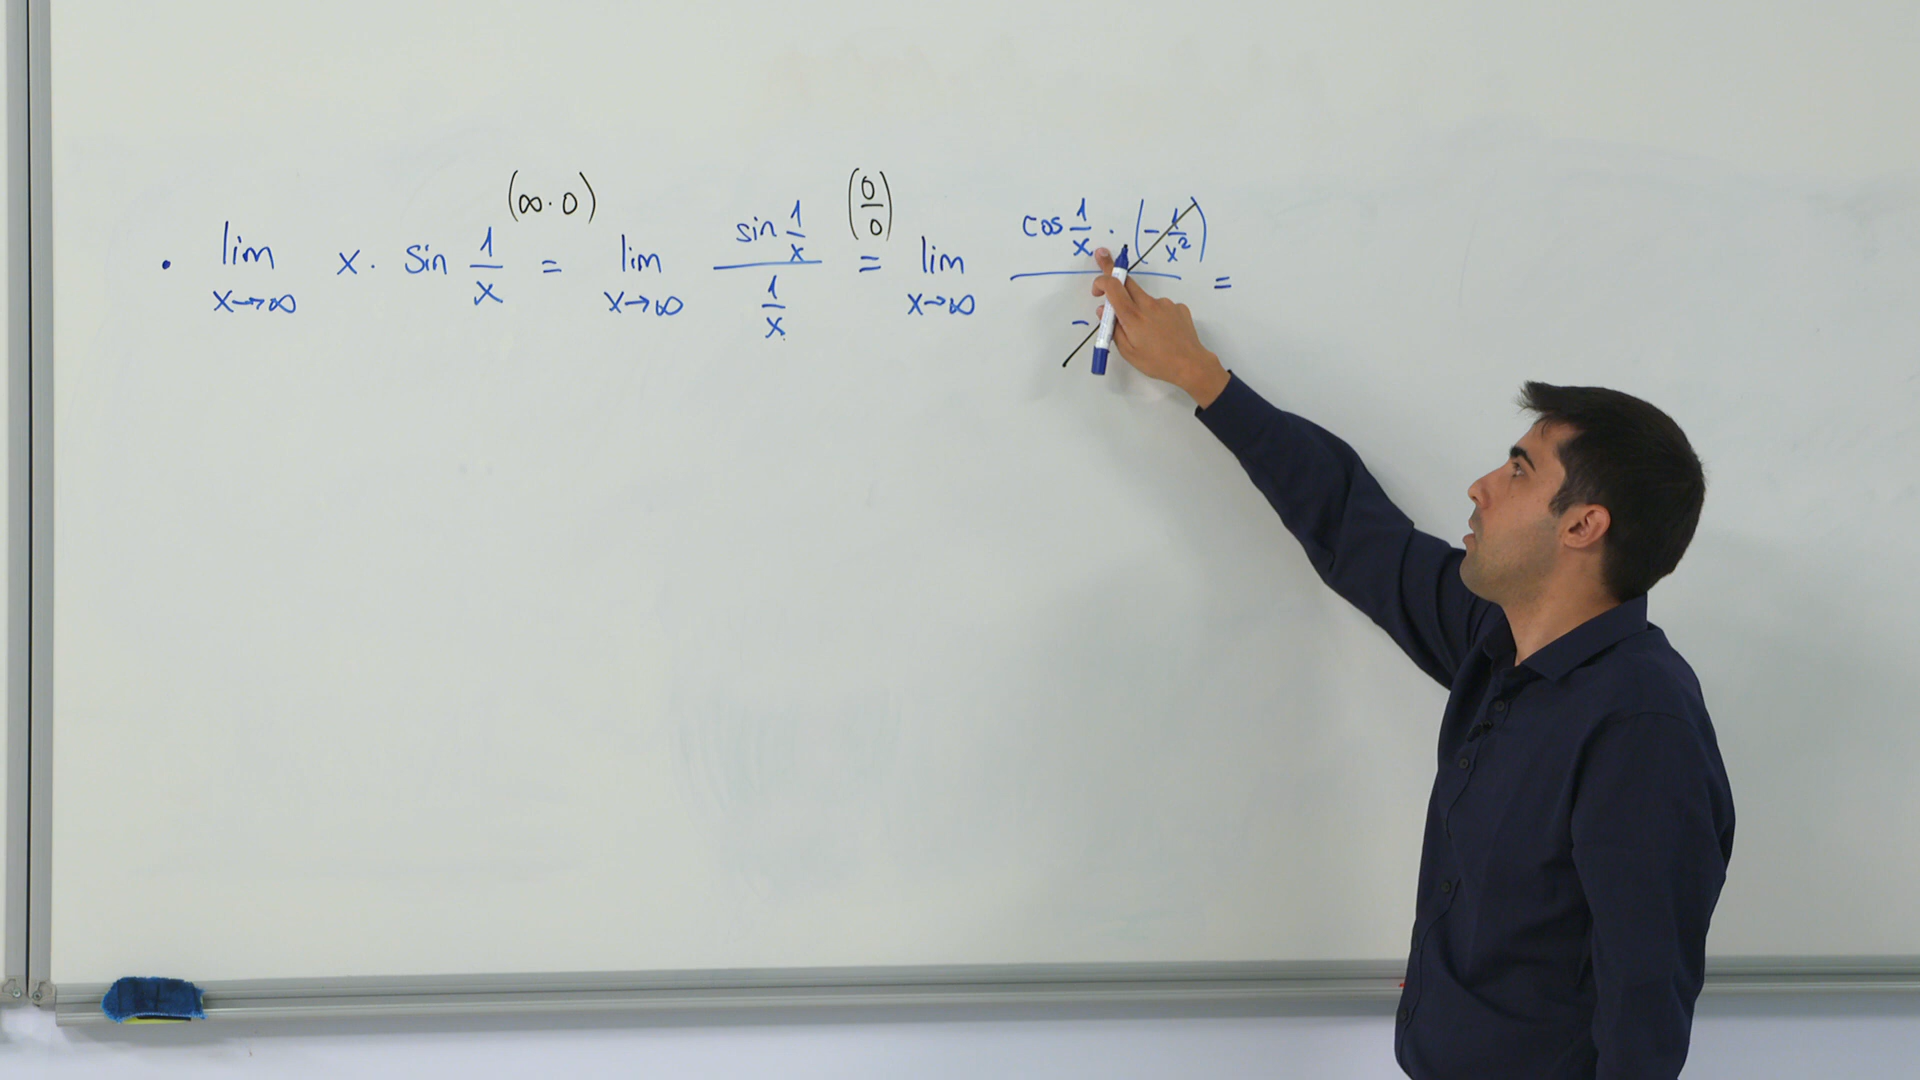 • lim x→∞ x · sin 1/x (∞·0) = lim x→∞ (sin 1/x)/(1/x) (0/0) = lim x→∞ (cos 1/x · (-1/x²))/(- =